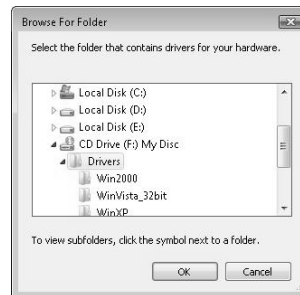 Browse For Folder
Select the folder that contains drivers for your hardware.
Local Disk (C:)
Local Disk (D:)
Local Disk (E:)
CD Drive (F:) My Disc
Drivers
Win2000
WinVista_32bit
WinXP
To view subfolders, click the symbol next to a folder.
OK
Cancel